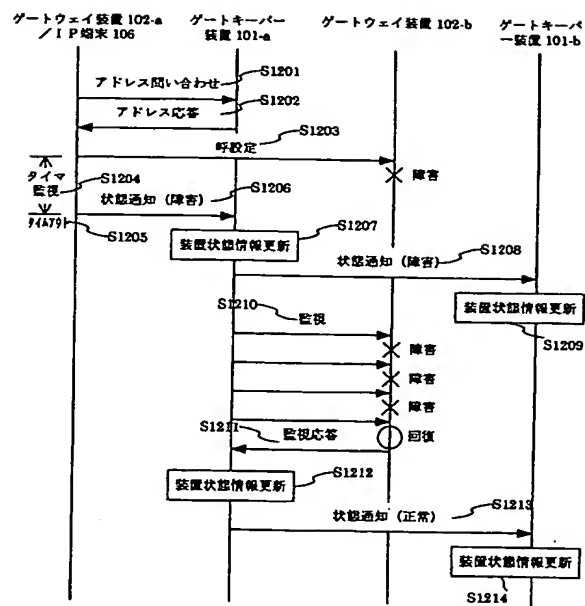 ゲートウェイ装置 102-a
／ＩＰ端末 106
ゲートキーパー
装置 101-a
ゲートウェイ装置 102-b
ゲートキーパ
ー装置 101-b
アドレス問い合わせ
S1201
アドレス応答
S1202
呼設定
S1203
タイマ
監視
S1204
障害
状態通知（障害）
S1206
タイムアウト
S1205
装置状態情報更新
S1207
状態通知（障害）
S1208
装置状態情報更新
S1209
S1210
監視
障害
障害
障害
S1211
監視応答
回復
装置状態情報更新
S1212
状態通知（正常）
S1213
装置状態情報更新
S1214